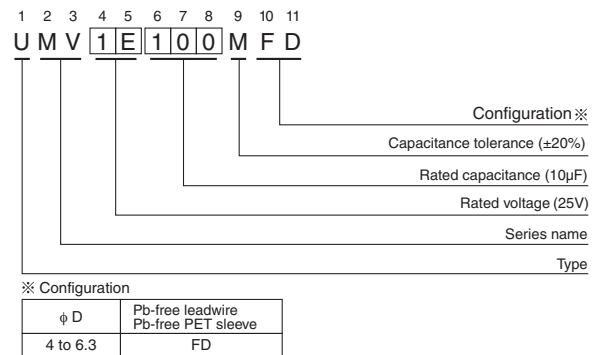 1 2 3 4 5 6 7 8 9 10 11
U M V 1 E 1 0 0 M F D
Configuration※
Capacitance tolerance (±20%)
Rated capacitance (10µF)
Rated voltage (25V)
Series name
Type
※ Configuration
ϕ D
Pb-free leadwire
Pb-free PET sleeve
4 to 6.3 FD